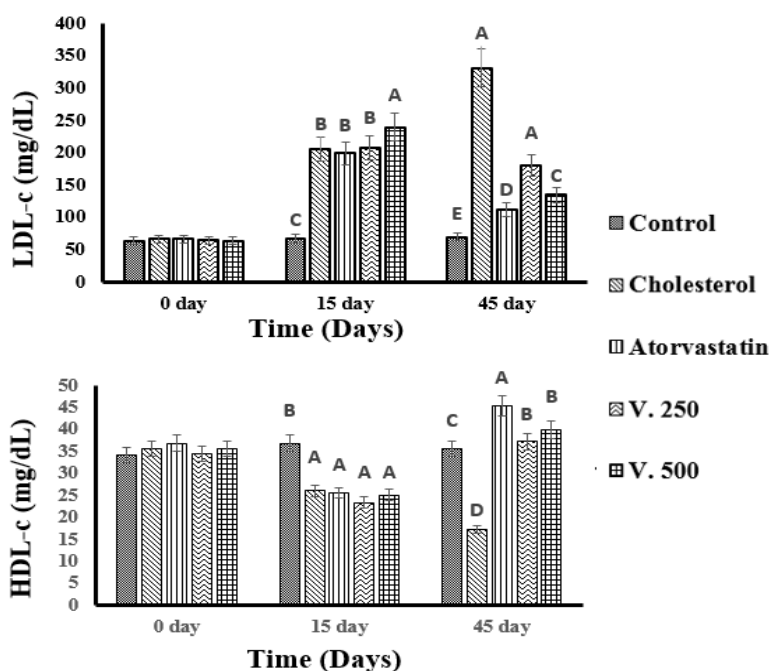 LDL-c (mg/dL)
400
350
300
250
200
150
100
50
0
C
B
B
B
A
E
A
D
A
C
0 day
15 day
45 day
Time (Days)
HDL-c (mg/dL)
50
45
40
35
30
25
20
15
10
5
0
B
A
A
A
A
C
D
A
B
B
0 day
15 day
45 day
Time (Days)
Control
Cholesterol
Atorvastatin
V. 250
V. 500